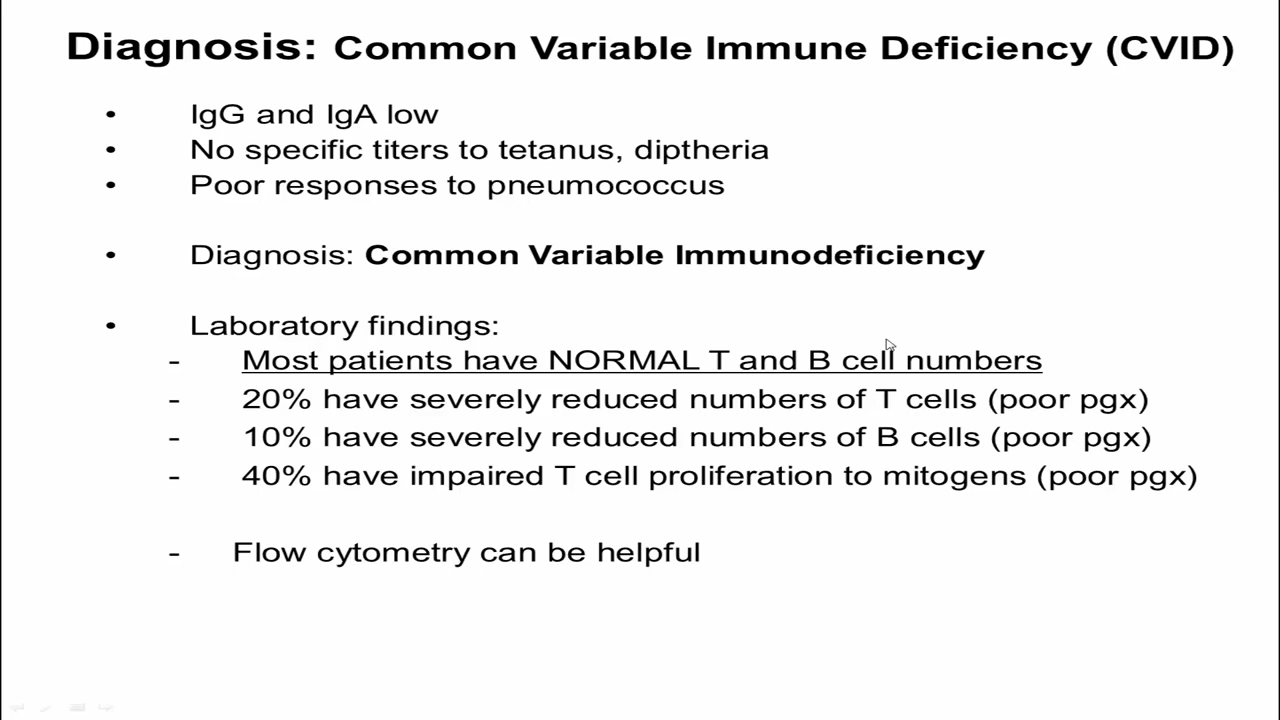 Diagnosis: Common Variable Immune Deficiency (CVID)
• IgG and IgA low
• No specific titers to tetanus, diptheria
• Poor responses to pneumococcus
• Diagnosis: Common Variable Immunodeficiency
• Laboratory findings:
- Most patients have NORMAL T and B cell numbers
- 20% have severely reduced numbers of T cells (poor pgx)
- 10% have severely reduced numbers of B cells (poor pgx)
- 40% have impaired T cell proliferation to mitogens (poor pgx)
- Flow cytometry can be helpful